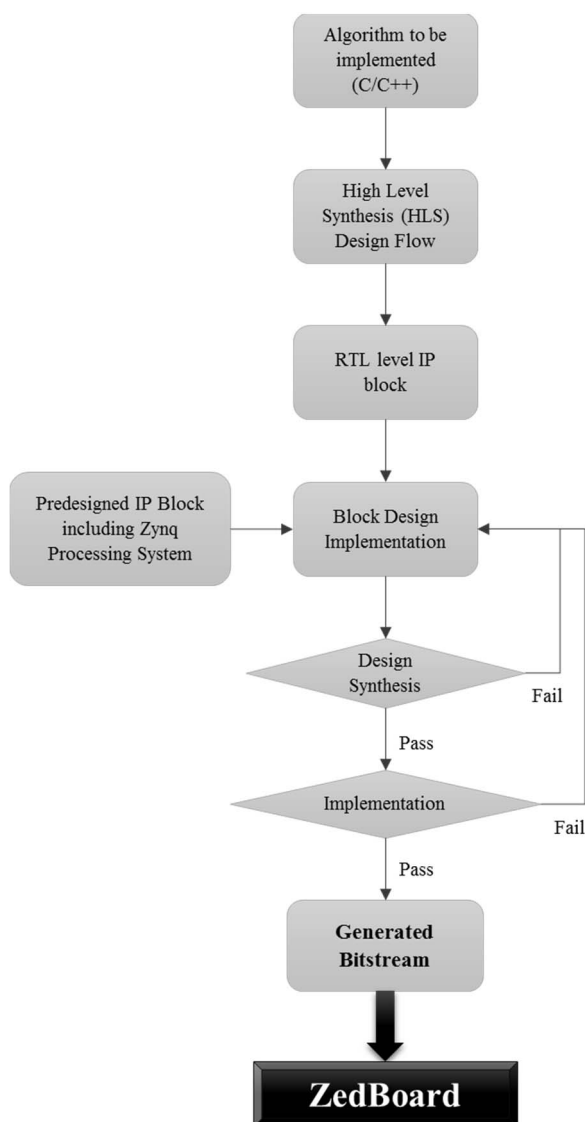 Algorithm to be
implemented
(C/C++)
High Level
Synthesis (HLS)
Design Flow
RTL level IP
block
Predesigned IP Block
including Zynq
Processing System
Block Design
Implementation
Design
Synthesis
Fail
Pass
Implementation
Fail
Pass
Generated
Bitstream
ZedBoard